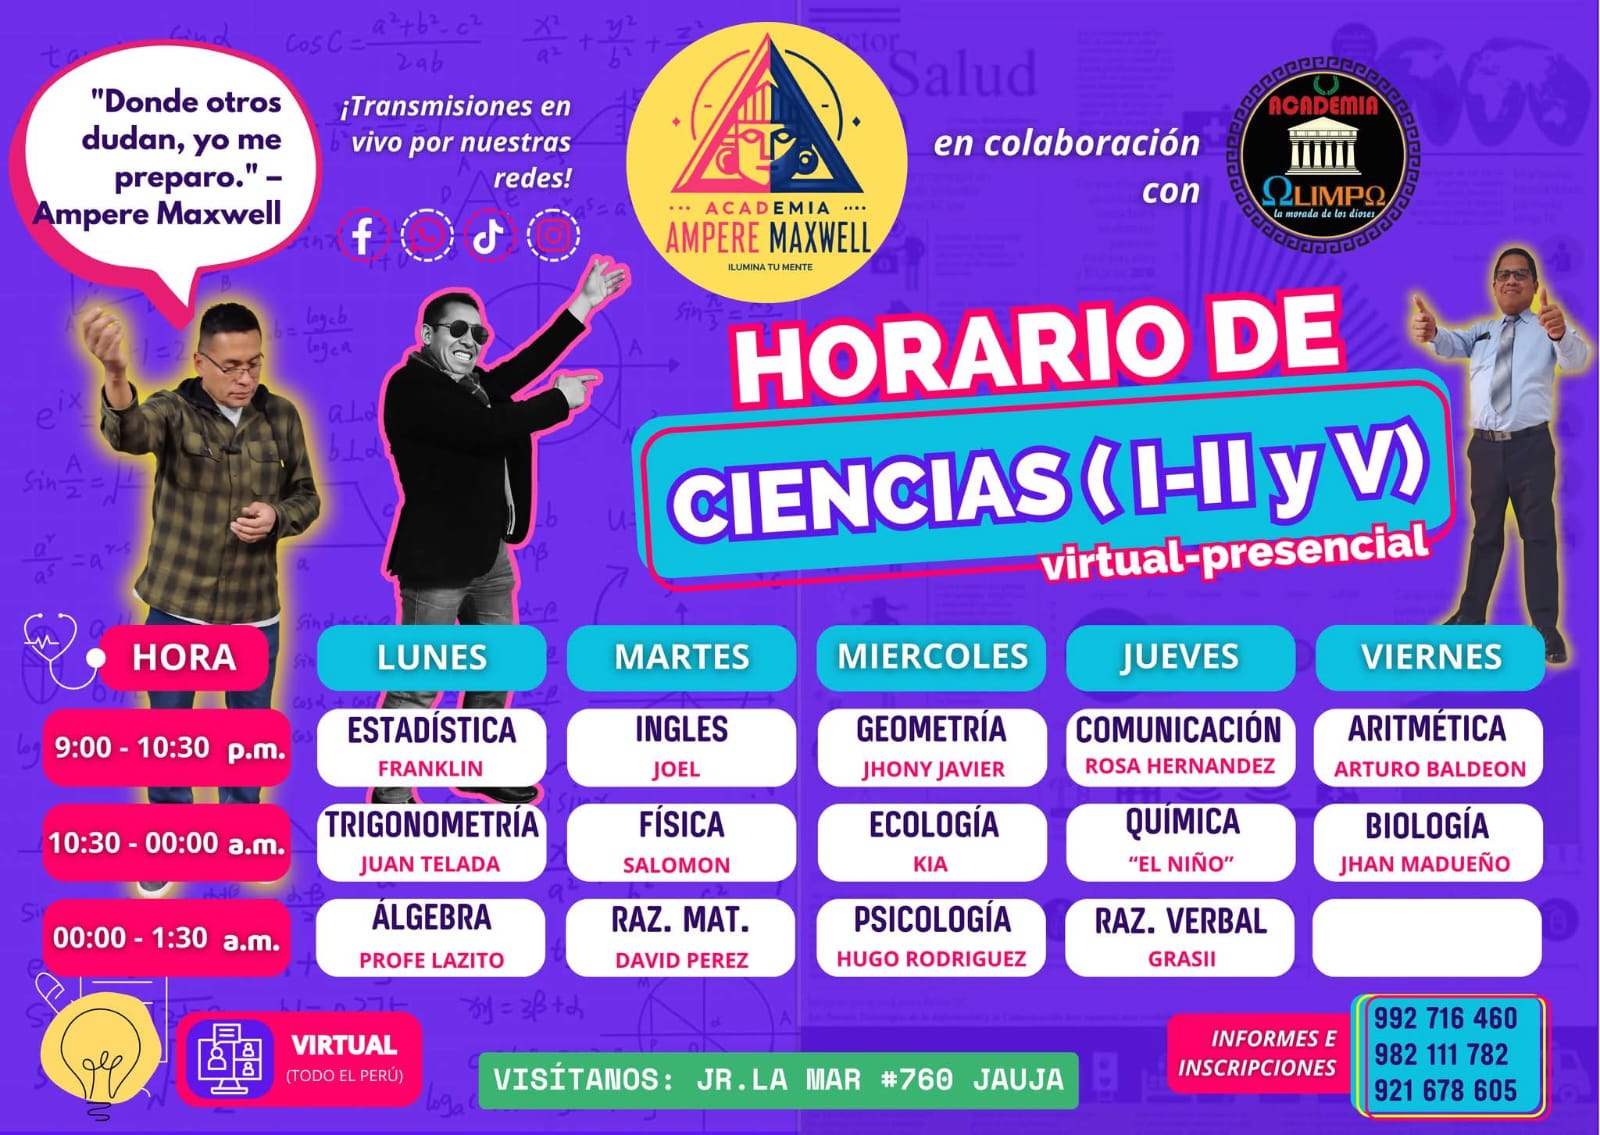 "Donde otros
dudan, yo me
preparo." –
Ampere Maxwell
¡Transmisiones en
vivo por nuestras
redes!
ACADEMIA
AMPERE MAXWELL
ILUMINA TU MENTE
en colaboración
con
ACADEMIA
ΩLIMPΩ
la morada de los dioses
Salud
HORARIO DE
CIENCIAS ( I-II y V)
virtual-presencial
HORA LUNES MARTES MIERCOLES JUEVES VIERNES
9:00 - 10:30 p.m. ESTADÍSTICA INGLES GEOMETRÍA COMUNICACIÓN ARITMÉTICA
FRANKLIN JOEL JHONY JAVIER ROSA HERNANDEZ ARTURO BALDEON
10:30 - 00:00 a.m. TRIGONOMETRÍA FÍSICA ECOLOGÍA QUÍMICA BIOLOGÍA
JUAN TELADA SALOMON KIA “EL NIÑO” JHAN MADUEÑO
00:00 - 1:30 a.m. ÁLGEBRA RAZ. MAT. PSICOLOGÍA RAZ. VERBAL
PROFE LAZITO DAVID PEREZ HUGO RODRIGUEZ GRASII
VIRTUAL
(TODO EL PERÚ)
VISÍTANOS: JR.LA MAR #760 JAUJA
INFORMES E
INSCRIPCIONES
992 716 460
982 111 782
921 678 605